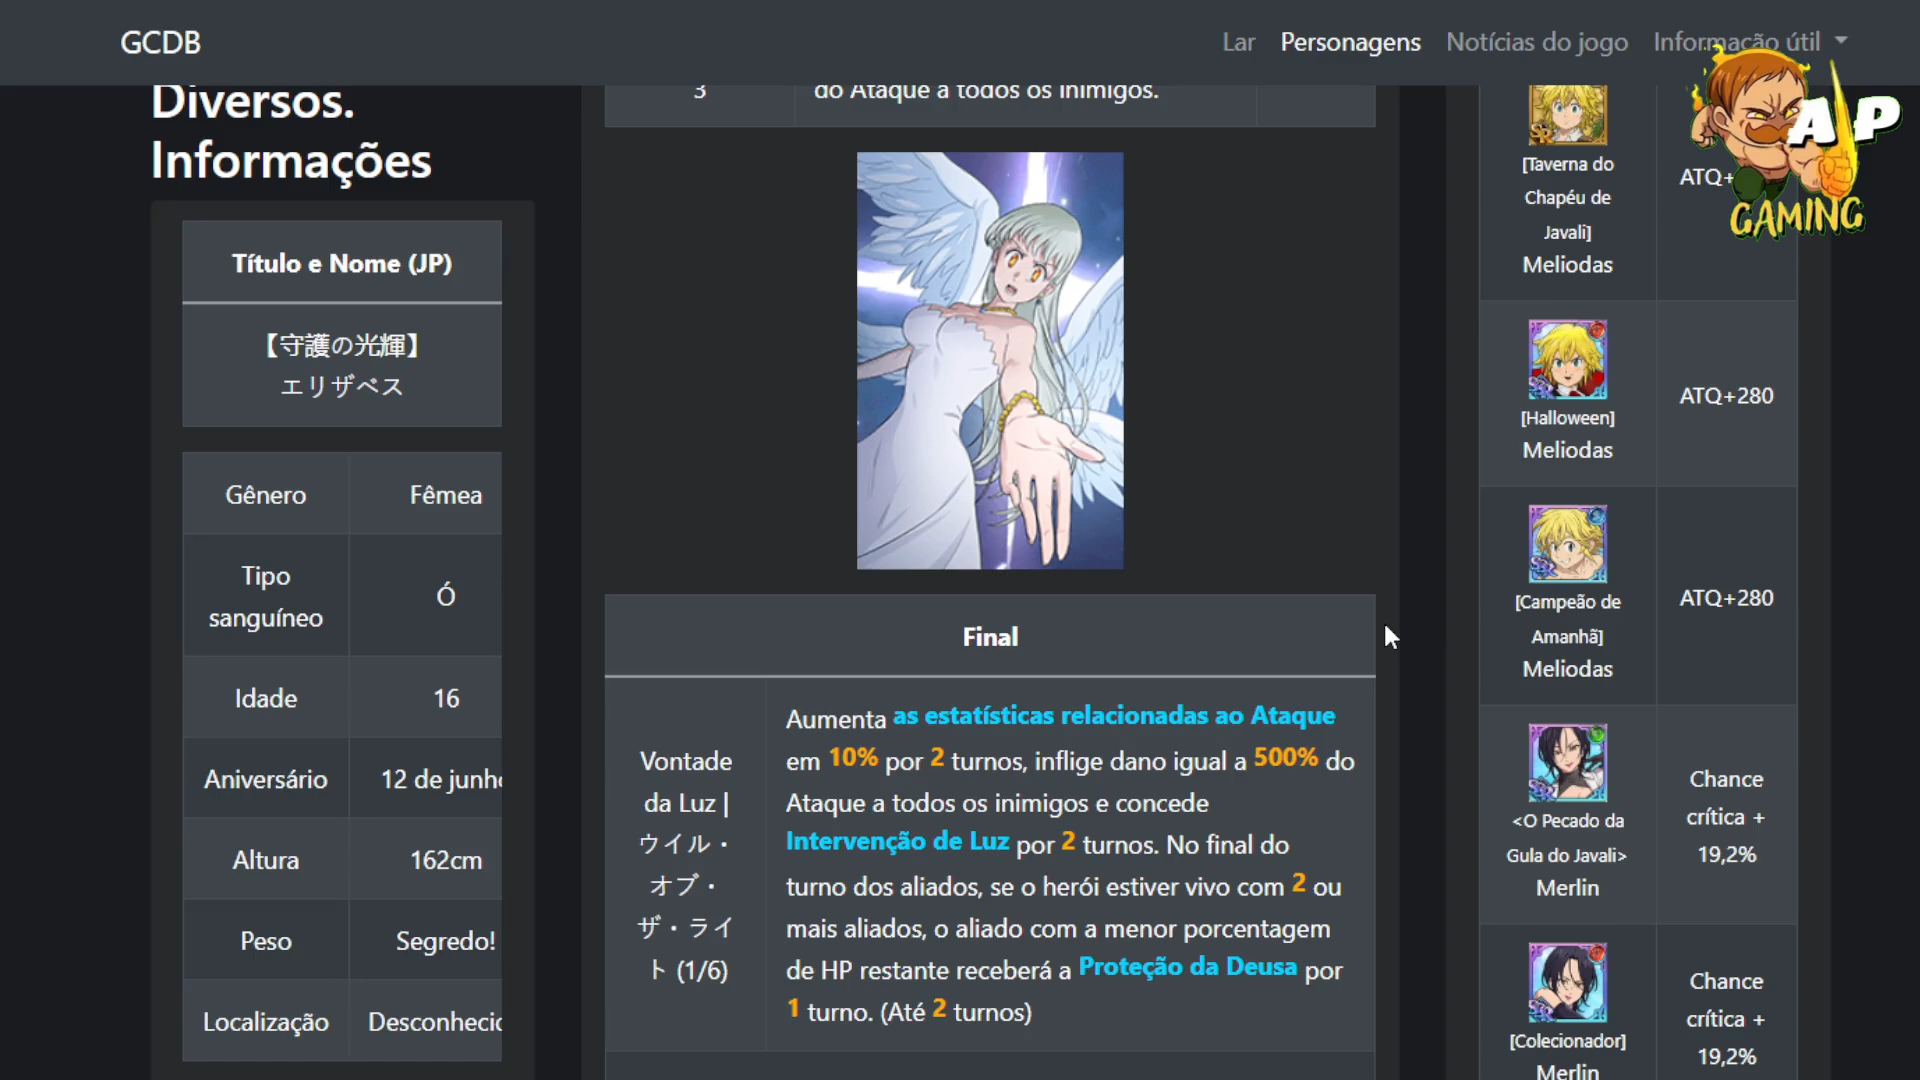 GCDB
Lar
Personagens
Notícias do jogo
Informação útil
AP
GAMING
Diversos.
Informações
Título e Nome (JP)
【守護の光輝】
エリザベス
Gênero
Fêmea
Tipo
sanguíneo
Ó
Idade
16
Aniversário
12 de junho
Altura
162cm
Peso
Segredo!
Localização
Desconhecid
3
do Ataque a todos os inimigos.
Final
Vontade
da Luz |
ウイル・
オブ・
ザ・ライ
ト (1/6)
Aumenta as estatísticas relacionadas ao Ataque
em 10% por 2 turnos, inflige dano igual a 500% do
Ataque a todos os inimigos e concede
Intervenção de Luz por 2 turnos. No final do
turno dos aliados, se o herói estiver vivo com 2 ou
mais aliados, o aliado com a menor porcentagem
de HP restante receberá a Proteção da Deusa por
1 turno. (Até 2 turnos)
[Taverna do
Chapéu de
Javali]
Meliodas
ATQ+
[Halloween]
Meliodas
ATQ+280
[Campeão de
Amanhã]
Meliodas
ATQ+280
<O Pecado da
Gula do Javali>
Merlin
Chance
crítica +
19,2%
[Colecionador]
Merlin
Chance
crítica +
19,2%